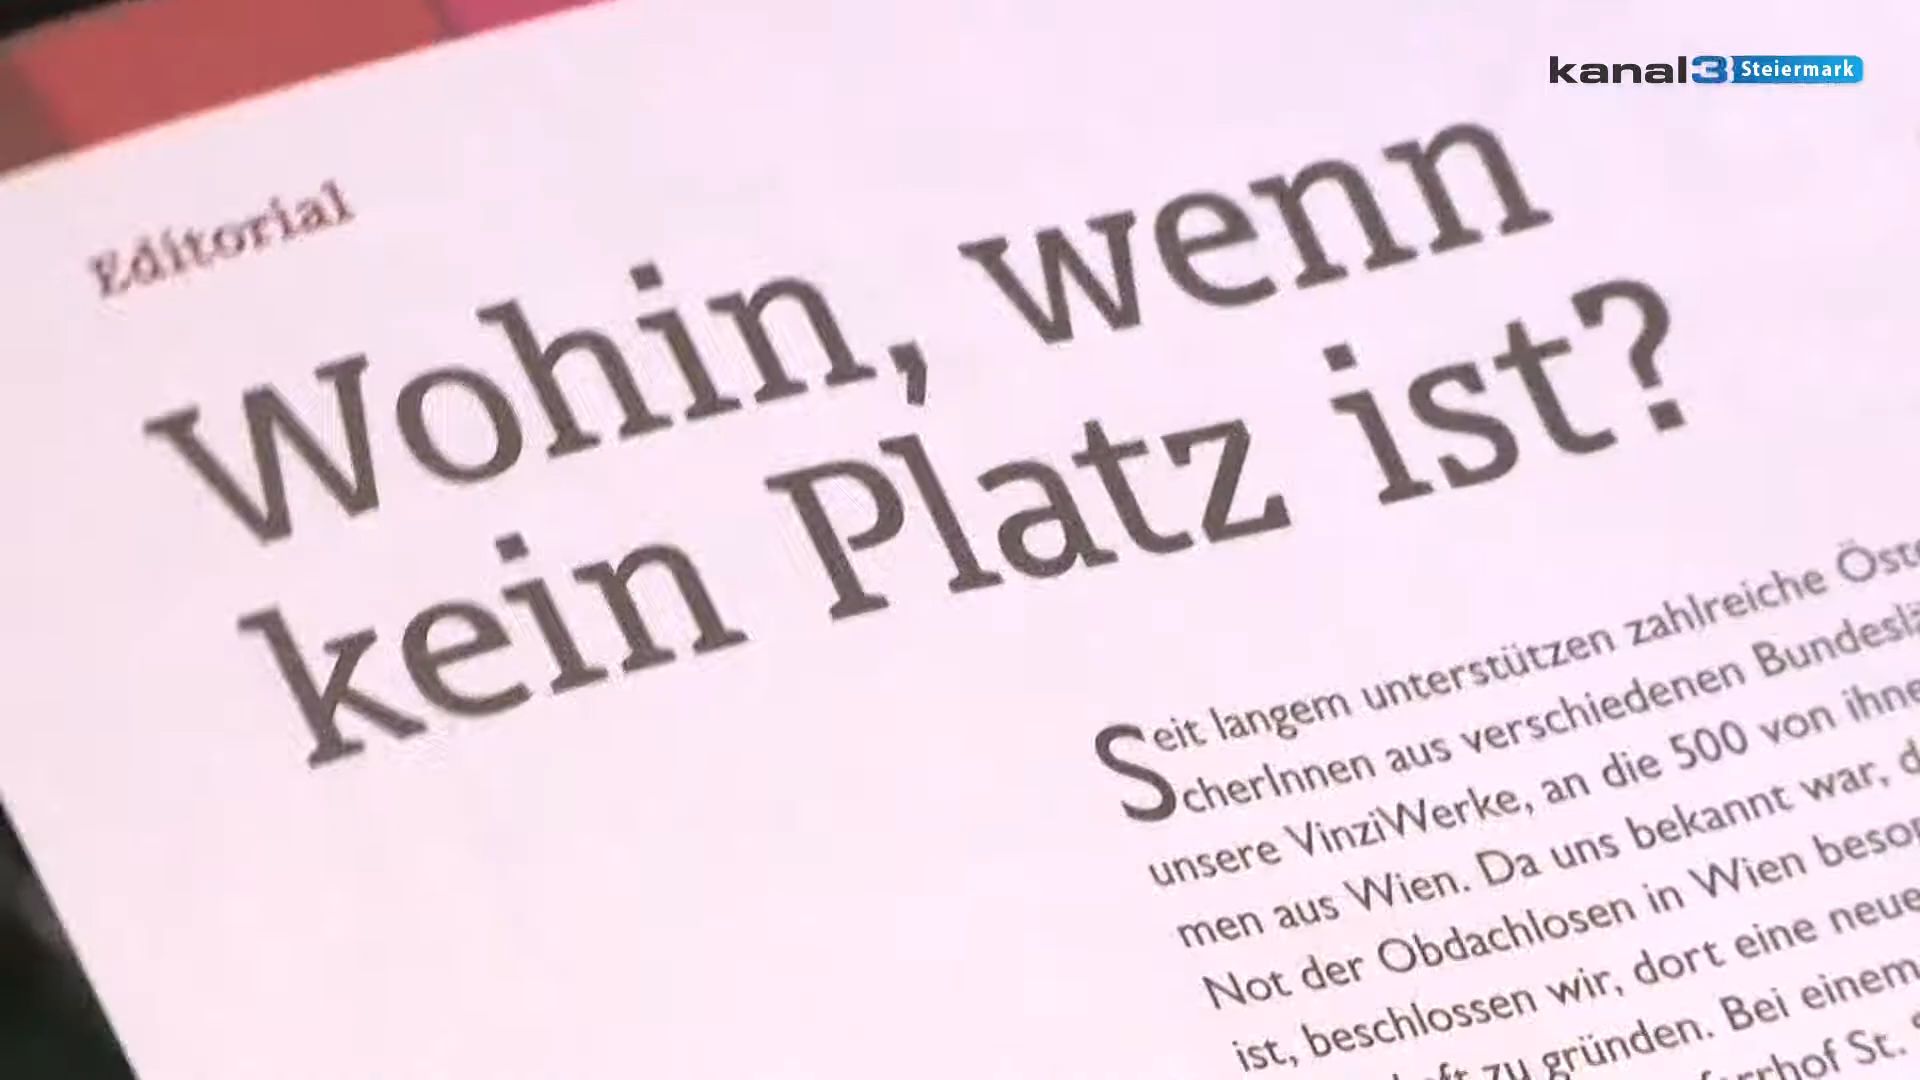 kanal3 Steiermark
Editorial
Wohin, wenn
kein Platz ist?
Seit langem unterstützen zahlreiche
cherInnen aus verschiedenen
unsere VinziWerke, an die 500 von
men aus Wien. Da uns bekannt war,
Not der Obdachlosen in Wien
ist, beschlossen wir, dort eine
zu gründen. Bei einem
St.